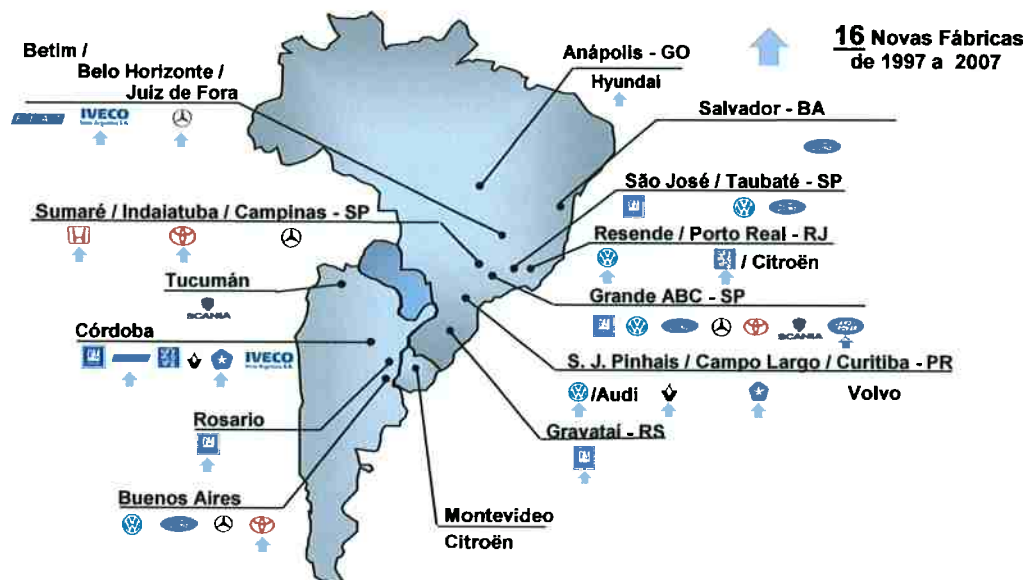 Betim /
Belo Horizonte /
Juiz de Fora
IVECO
Anápolis - GO
Hyundai
16 Novas Fábricas
de 1997 a 2007
Salvador - BA
São José / Taubaté - SP
Sumaré / Indaiatuba / Campinas - SP
Resende / Porto Real - RJ
/ Citroën
Tucumán
SCANIA
Grande ABC - SP
SCANIA
Córdoba
IVECO
S. J. Pinhais / Campo Largo / Curitiba - PR
/Audi
Volvo
Rosario
Gravataí - RS
Buenos Aires
Montevideo
Citroën